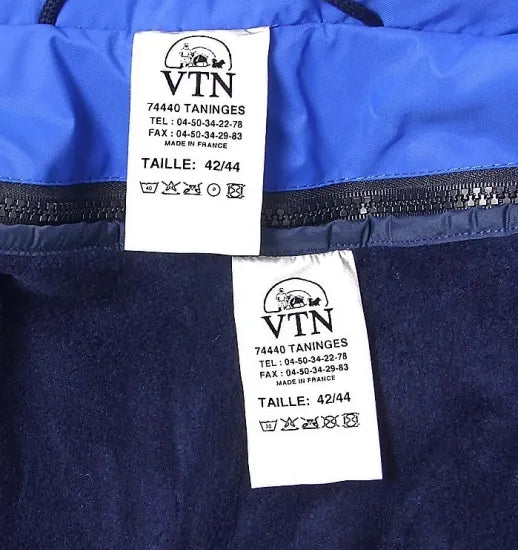 VTN
74440 TANINGES
TEL : 04-50-34-22-78
FAX : 04-50-34-29-83
MADE IN FRANCE
TAILLE: 42/44
40
P
VTN
74440 TANINGES
TEL : 04-50-34-22-78
FAX : 04-50-34-29-83
MADE IN FRANCE
TAILLE: 42/44